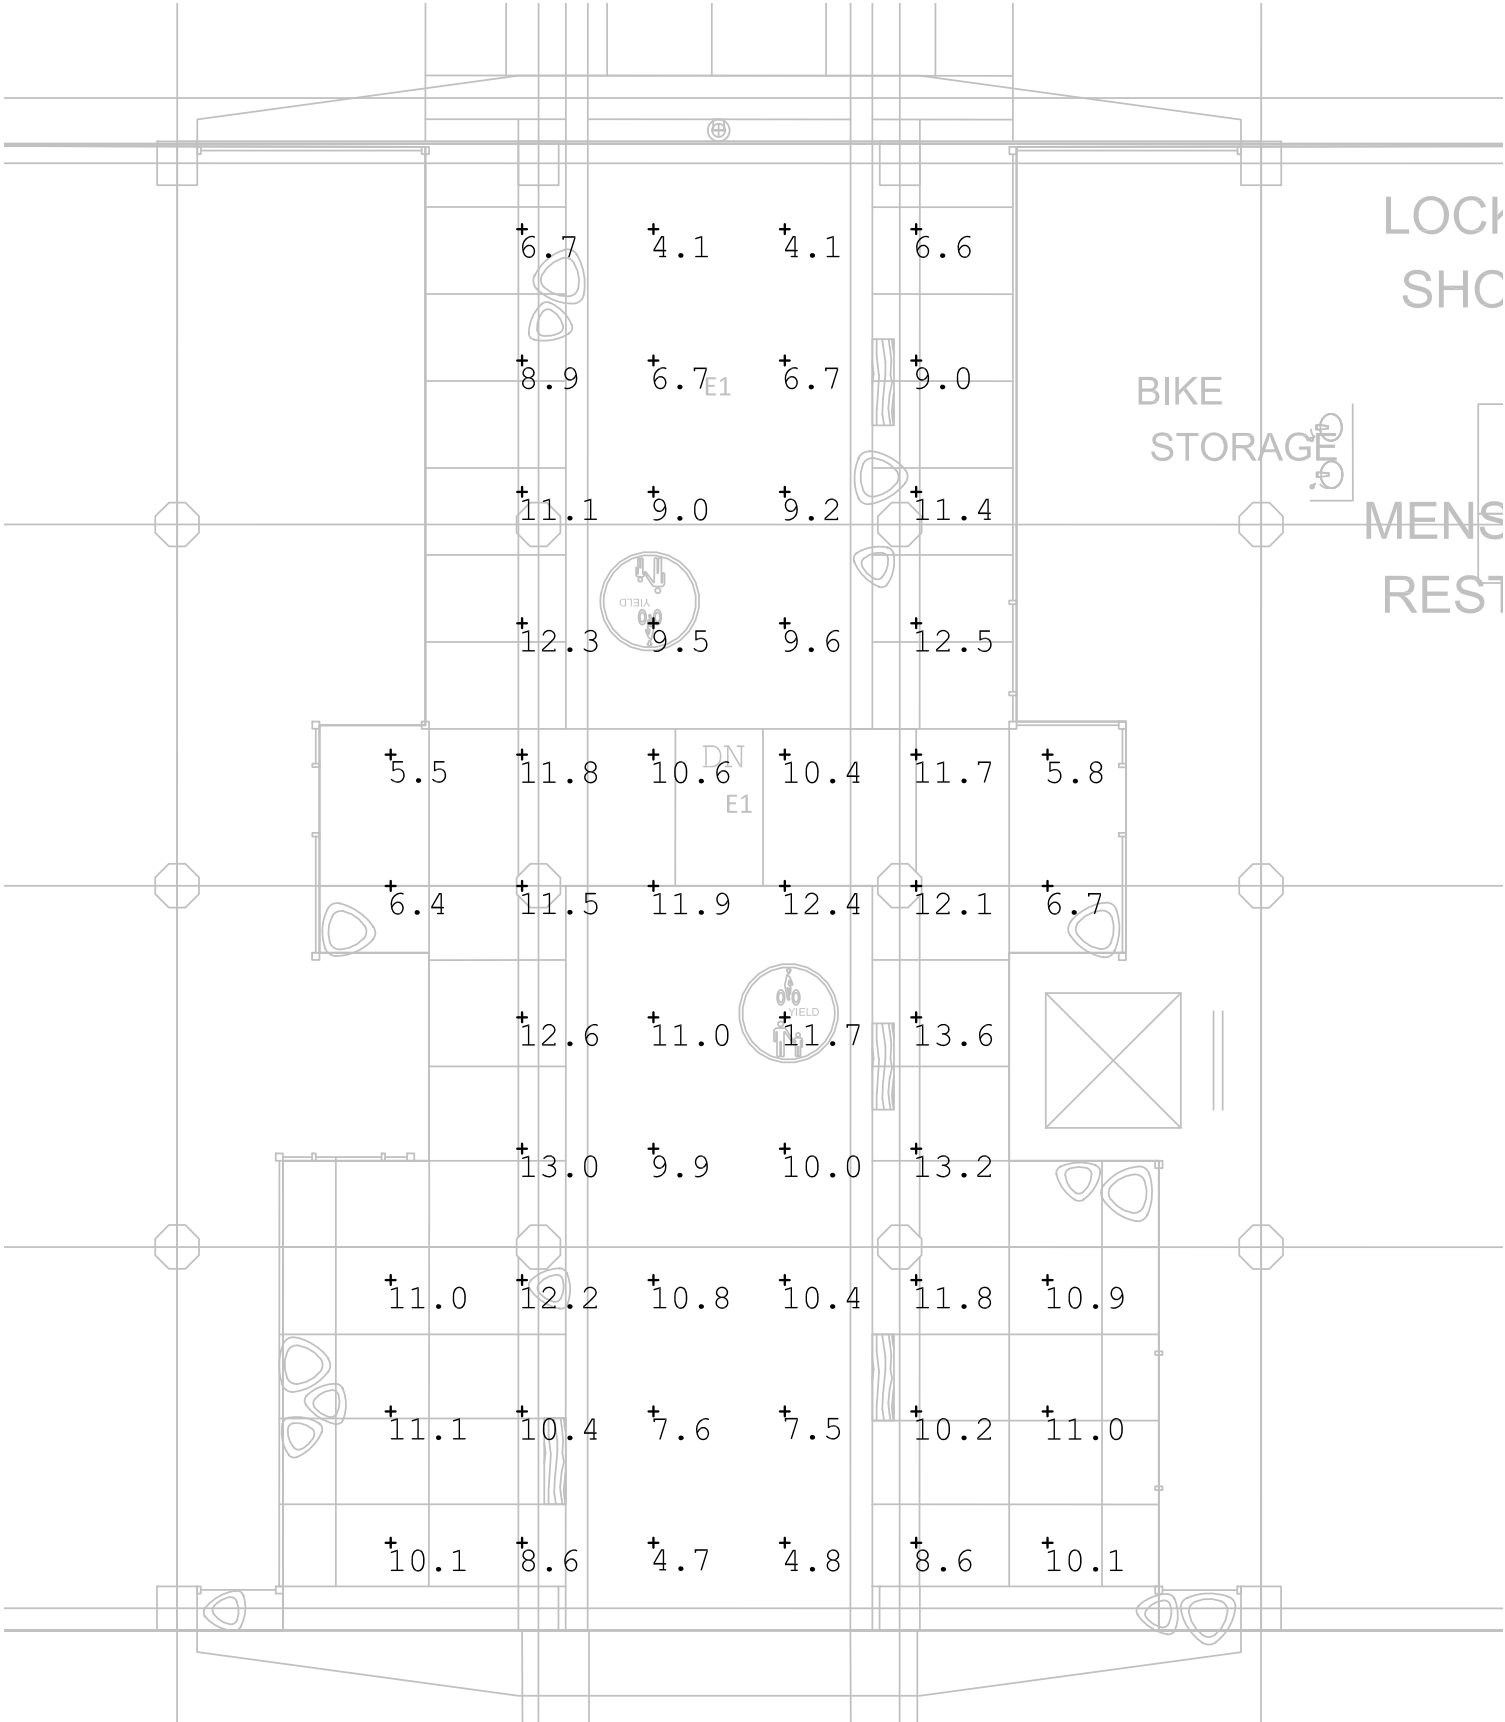 LOCK
6.7 4.1 4.1 6.6
SHO
8.9 6.7 6.7 9.0
E1
BIKE
STORAGE
11.1 9.0 9.2 11.4
MENS
REST
YIELD
12.3 9.5 9.6 12.5
DN
5.5 11.8 10.6 10.4 11.7 5.8
E1
6.4 11.5 11.9 12.4 12.1 6.7
YIELD
12.6 11.0 11.7 13.6
13.0 9.9 10.0 13.2
11.0 12.2 10.8 10.4 11.8 10.9
11.1 10.4 7.6 7.5 10.2 11.0
10.1 8.6 4.7 4.8 8.6 10.1